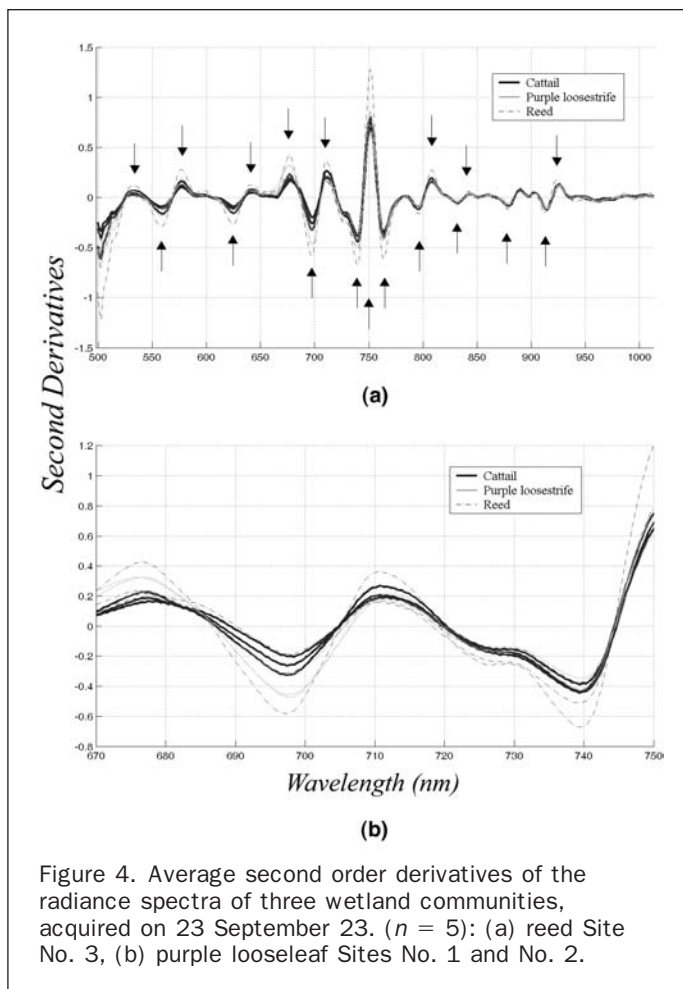 1.5
1
0.5
0
-0.5
-1
-1.5
Cattail
Purple loosestrife
Reed
500 550 600 650 700 750 800 850 900 950 1000
(a)
Second Derivatives
1.2
1
0.8
0.6
0.4
0.2
0
-0.2
-0.4
-0.6
-0.8
Cattail
Purple loosestrife
Reed
670 680 690 700 710 720 730 740 750
Wavelength (nm)
(b)
Figure 4. Average second order derivatives of the
radiance spectra of three wetland communities,
acquired on 23 September 23. (n = 5): (a) reed Site
No. 3, (b) purple looseleaf Sites No. 1 and No. 2.